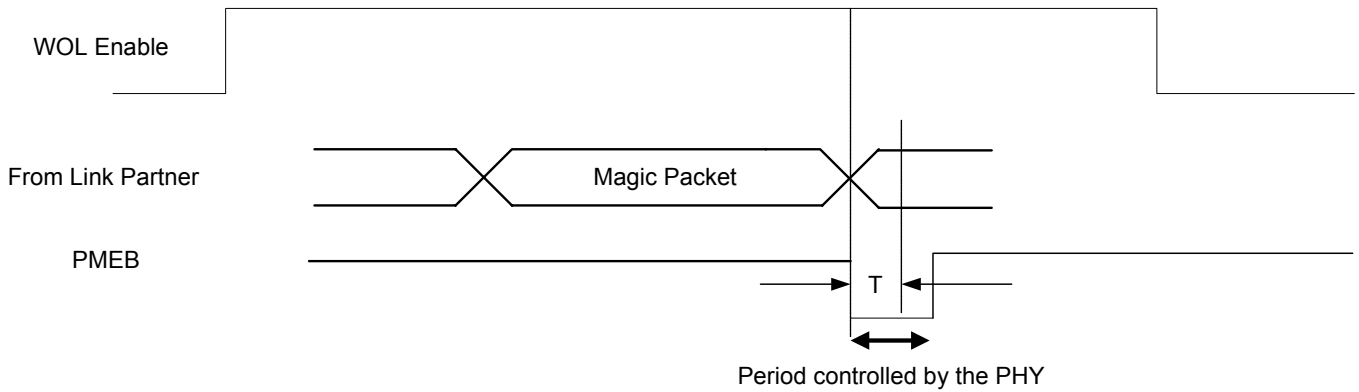 WOL Enable
From Link Partner
Magic Packet
PMEB
T
Period controlled by the PHY